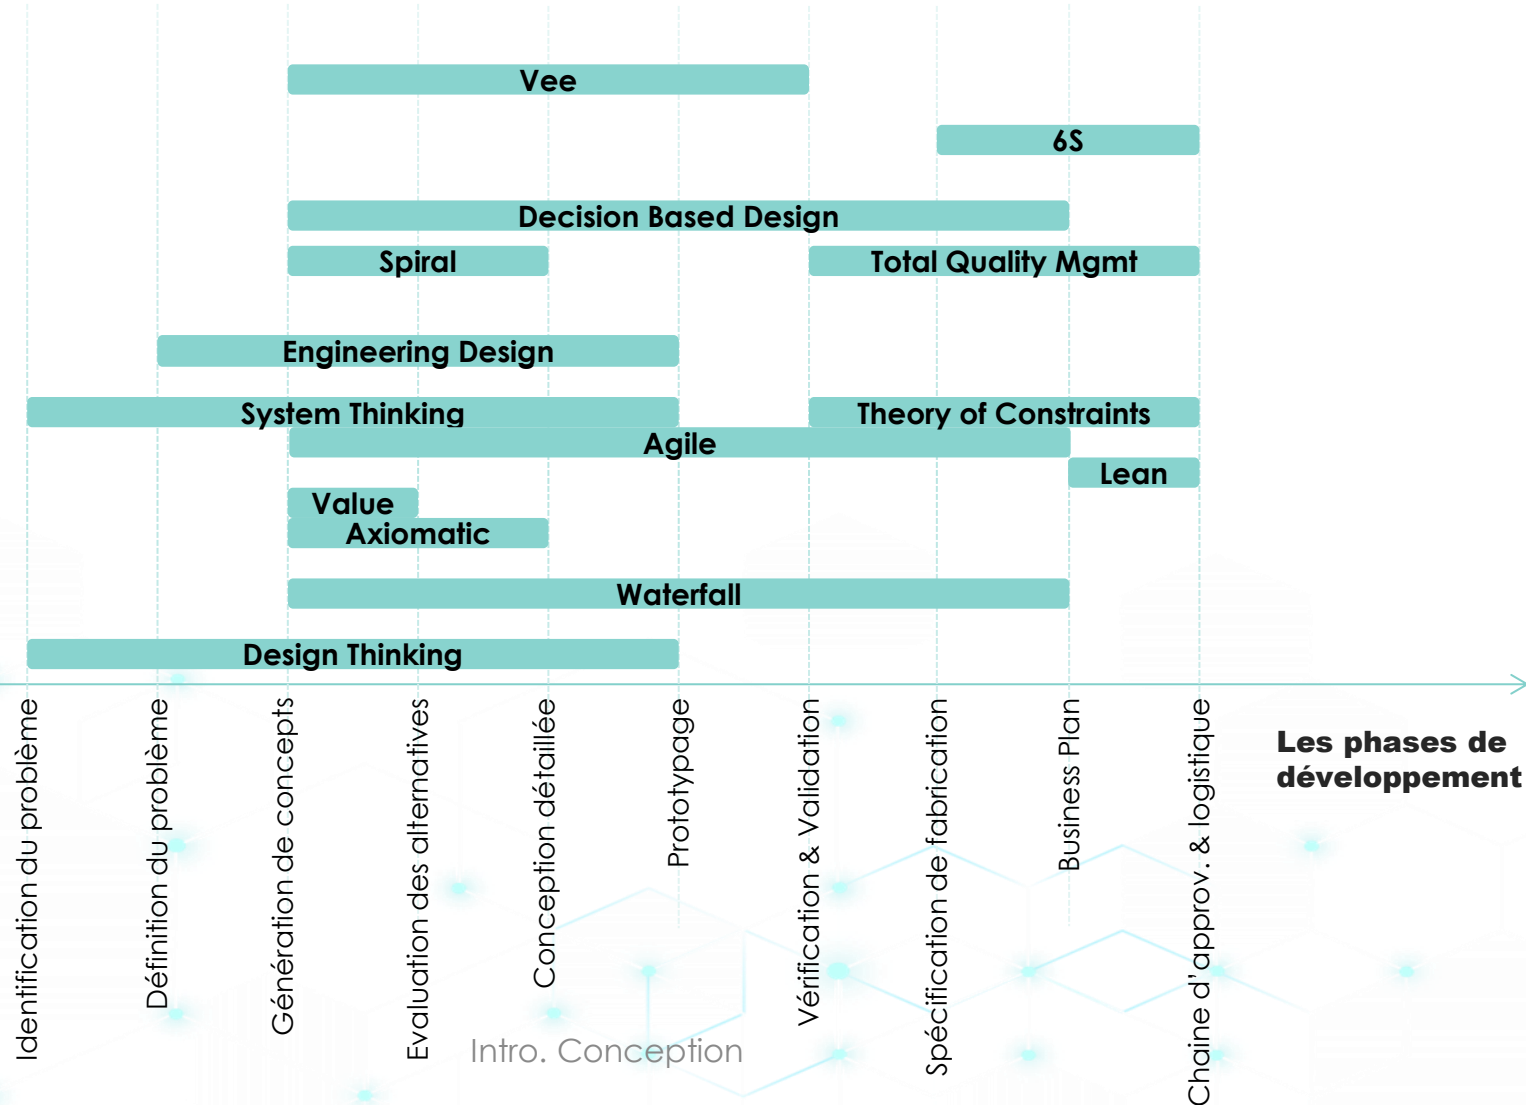 Vee
6S
Decision Based Design
Spiral
Total Quality Mgmt
Engineering Design
System Thinking
Theory of Constraints
Agile
Lean
Value
Axiomatic
Waterfall
Design Thinking
Identification du problème
Définition du problème
Génération de concepts
Evaluation des alternatives
Conception détaillée
Prototypage
Vérification & Validation
Spécification de fabrication
Business Plan
Chaine d'approv. & logistique
Les phases de
développement
Intro. Conception